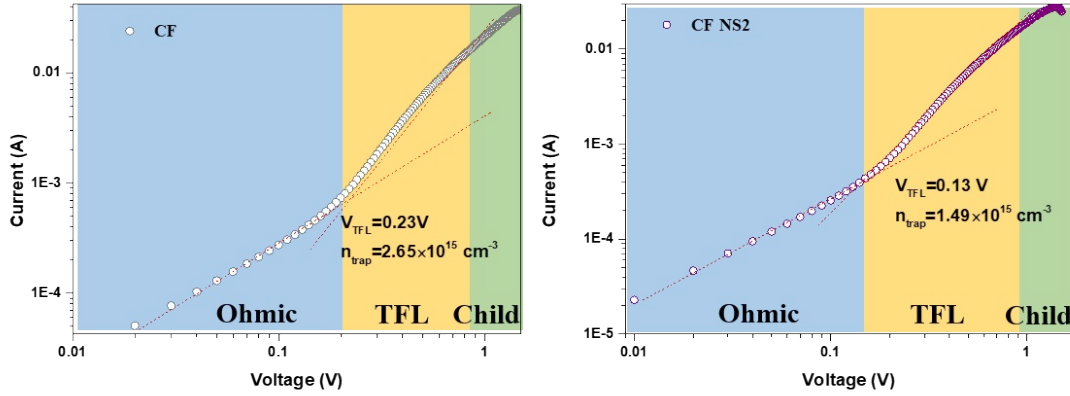 CF
0.01
1E-3
1E-4
Current (A)
V_TFL=0.23V
n_trap=2.65×10^15 cm^-3
Ohmic TFL Child
0.01 0.1 1
Voltage (V)
CF NS2
0.01
1E-3
1E-4
1E-5
Current (A)
V_TFL=0.13 V
n_trap=1.49×10^15 cm^-3
Ohmic TFL Child
0.01 0.1 1
Voltage (V)